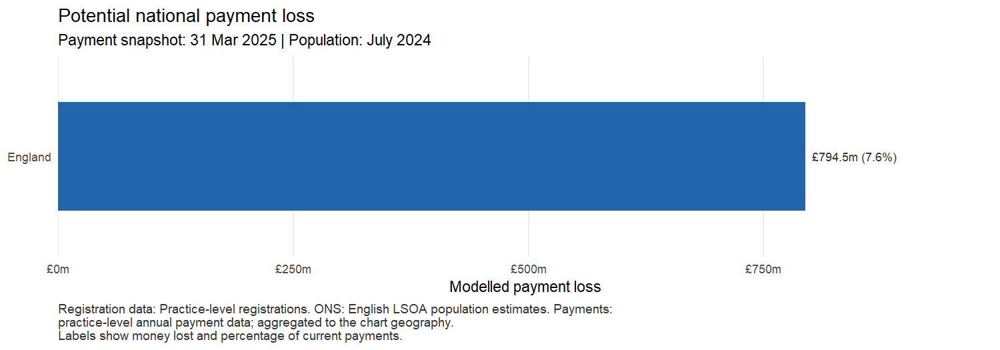 Potential national payment loss
Payment snapshot: 31 Mar 2025 | Population: July 2024
England
£794.5m (7.6%)
£0m £250m £500m £750m
Modelled payment loss
Registration data: Practice-level registrations. ONS: English LSOA population estimates. Payments:
practice-level annual payment data; aggregated to the chart geography.
Labels show money lost and percentage of current payments.